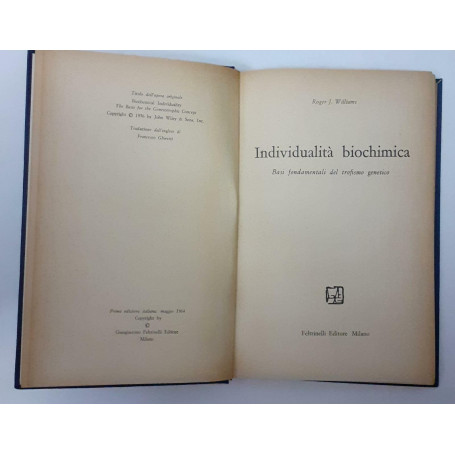 Titolo dell'opera originale
Biochemical Individuality
The Basis for the Genetotrophic Concept
Copyright © 1956 by John Wiley & Sons, Inc.
Traduzione dall'inglese di
Francesco
Prima edizione italiana: maggio 1964
Copyright by
©
Giangiacomo Feltrinelli Editore
Milano
Roger J. Williams
Individualità biochimica
Basi fondamentali del trofismo genetico
Feltrinelli Editore Milano